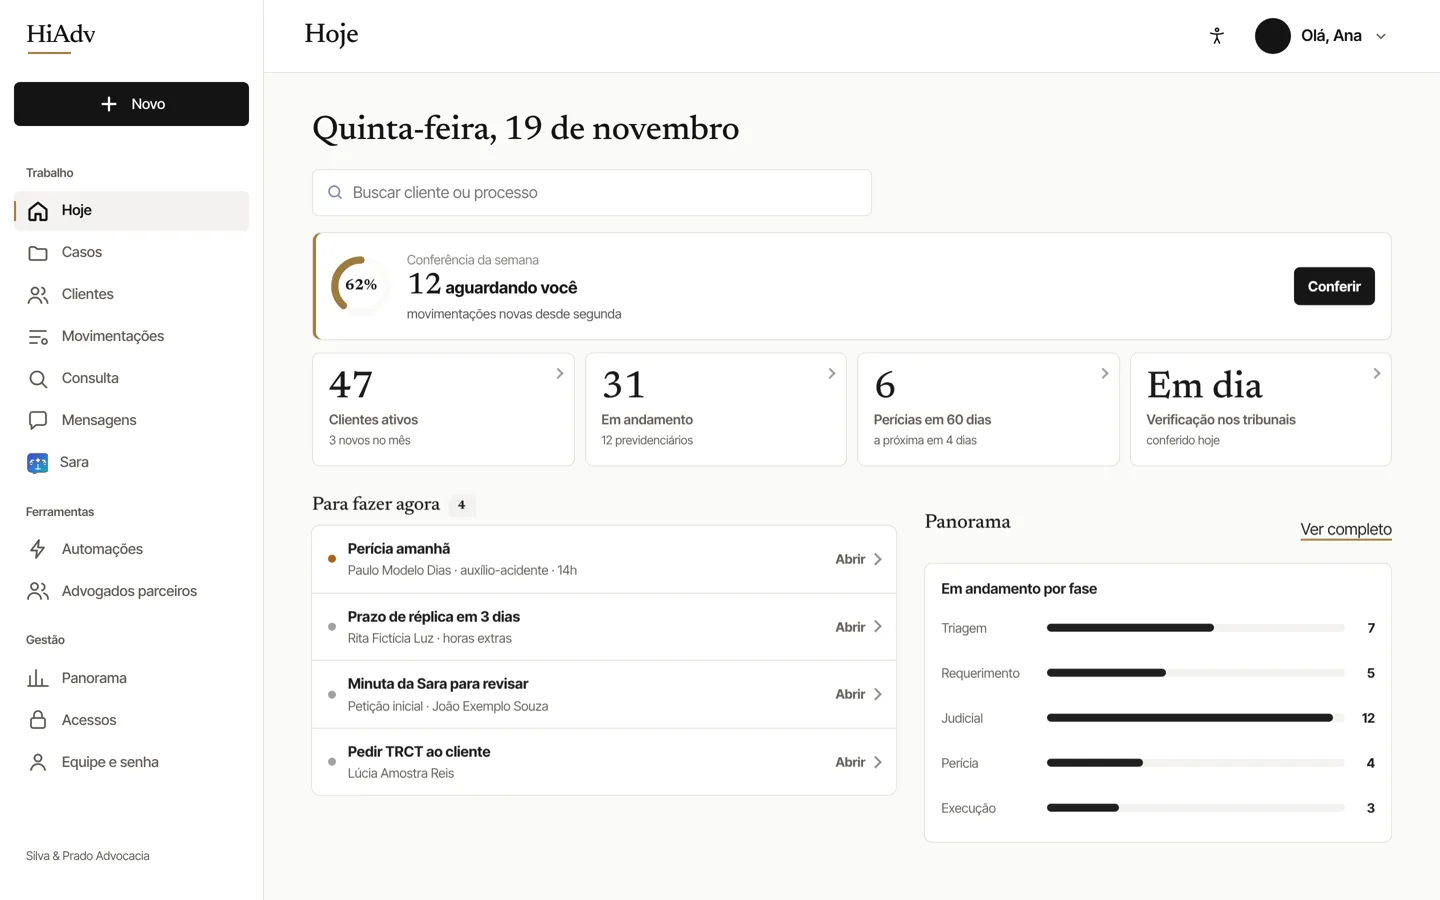 HiAdv
Novo
Trabalho
Hoje
Casos
Clientes
Movimentações
Consulta
Mensagens
Sara
Ferramentas
Automações
Advogados parceiros
Gestão
Panorama
Acessos
Equipe e senha
Silva & Prado Advocacia
Hoje
Olá, Ana
Quinta-feira, 19 de novembro
Buscar cliente ou processo
62%
Conferência da semana
12 aguardando você
movimentações novas desde segunda
Conferir
47
Clientes ativos
3 novos no mês
31
Em andamento
12 previdenciários
6
Perícias em 60 dias
a próxima em 4 dias
Em dia
Verificação nos tribunais
conferido hoje
Para fazer agora 4
Perícia amanhã
Paulo Modelo Dias · auxílio-acidente · 14h
Abrir
Prazo de réplica em 3 dias
Rita Fictícia Luz · horas extras
Abrir
Minuta da Sara para revisar
Petição inicial · João Exemplo Souza
Abrir
Pedir TRCT ao cliente
Lúcia Amostra Reis
Abrir
Panorama
Ver completo
Em andamento por fase
Triagem 7
Requerimento 5
Judicial 12
Perícia 4
Execução 3